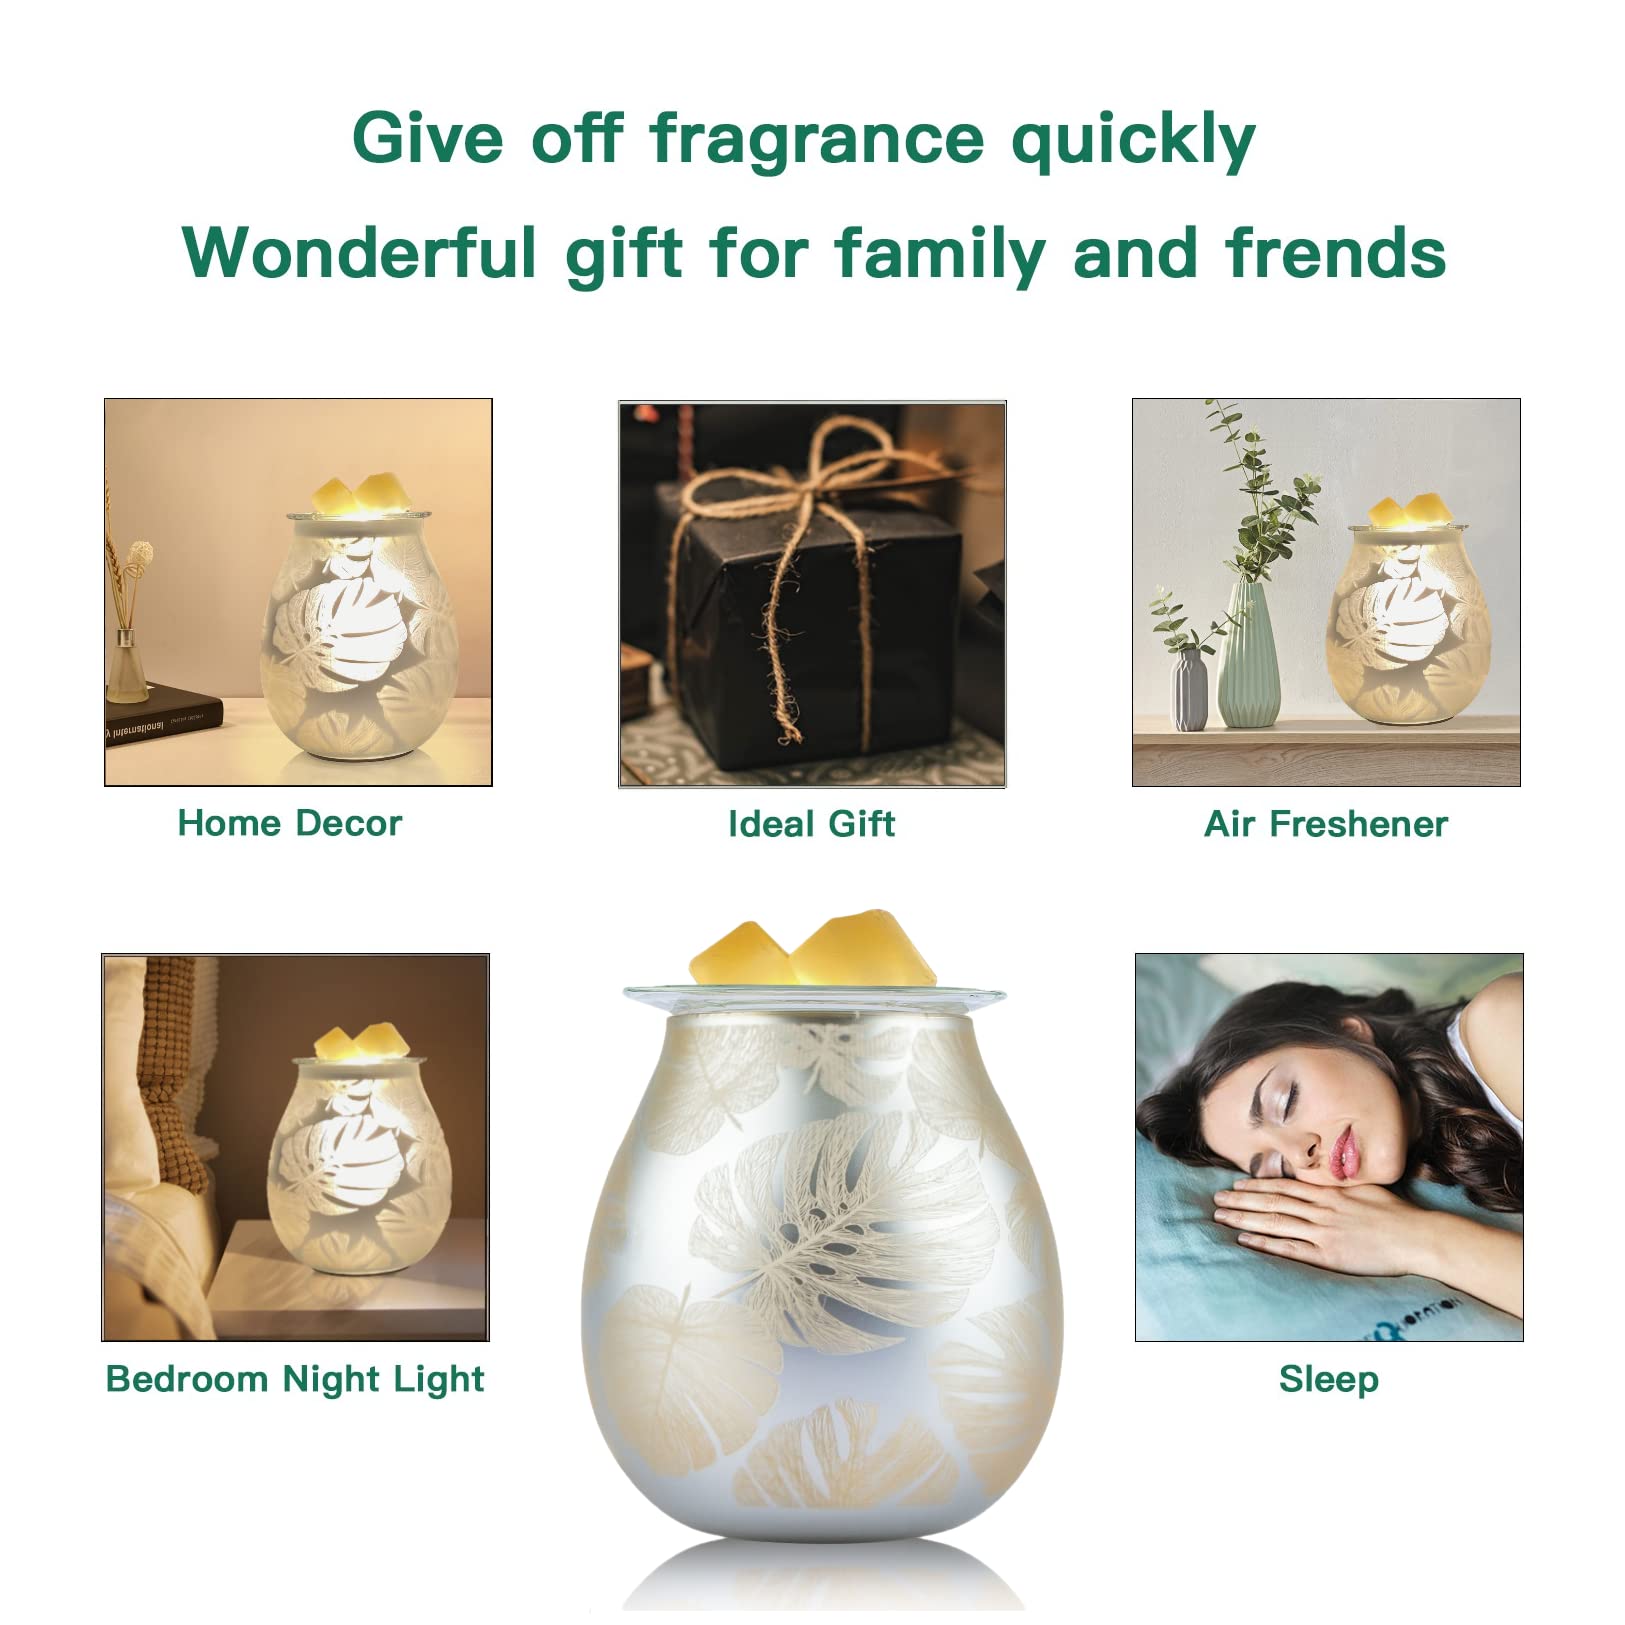 Give off fragrance quickly
Wonderful gift for family and frends
y International
Home Decor
Ideal Gift
Air Freshener
Bedroom Night Light
Sleep